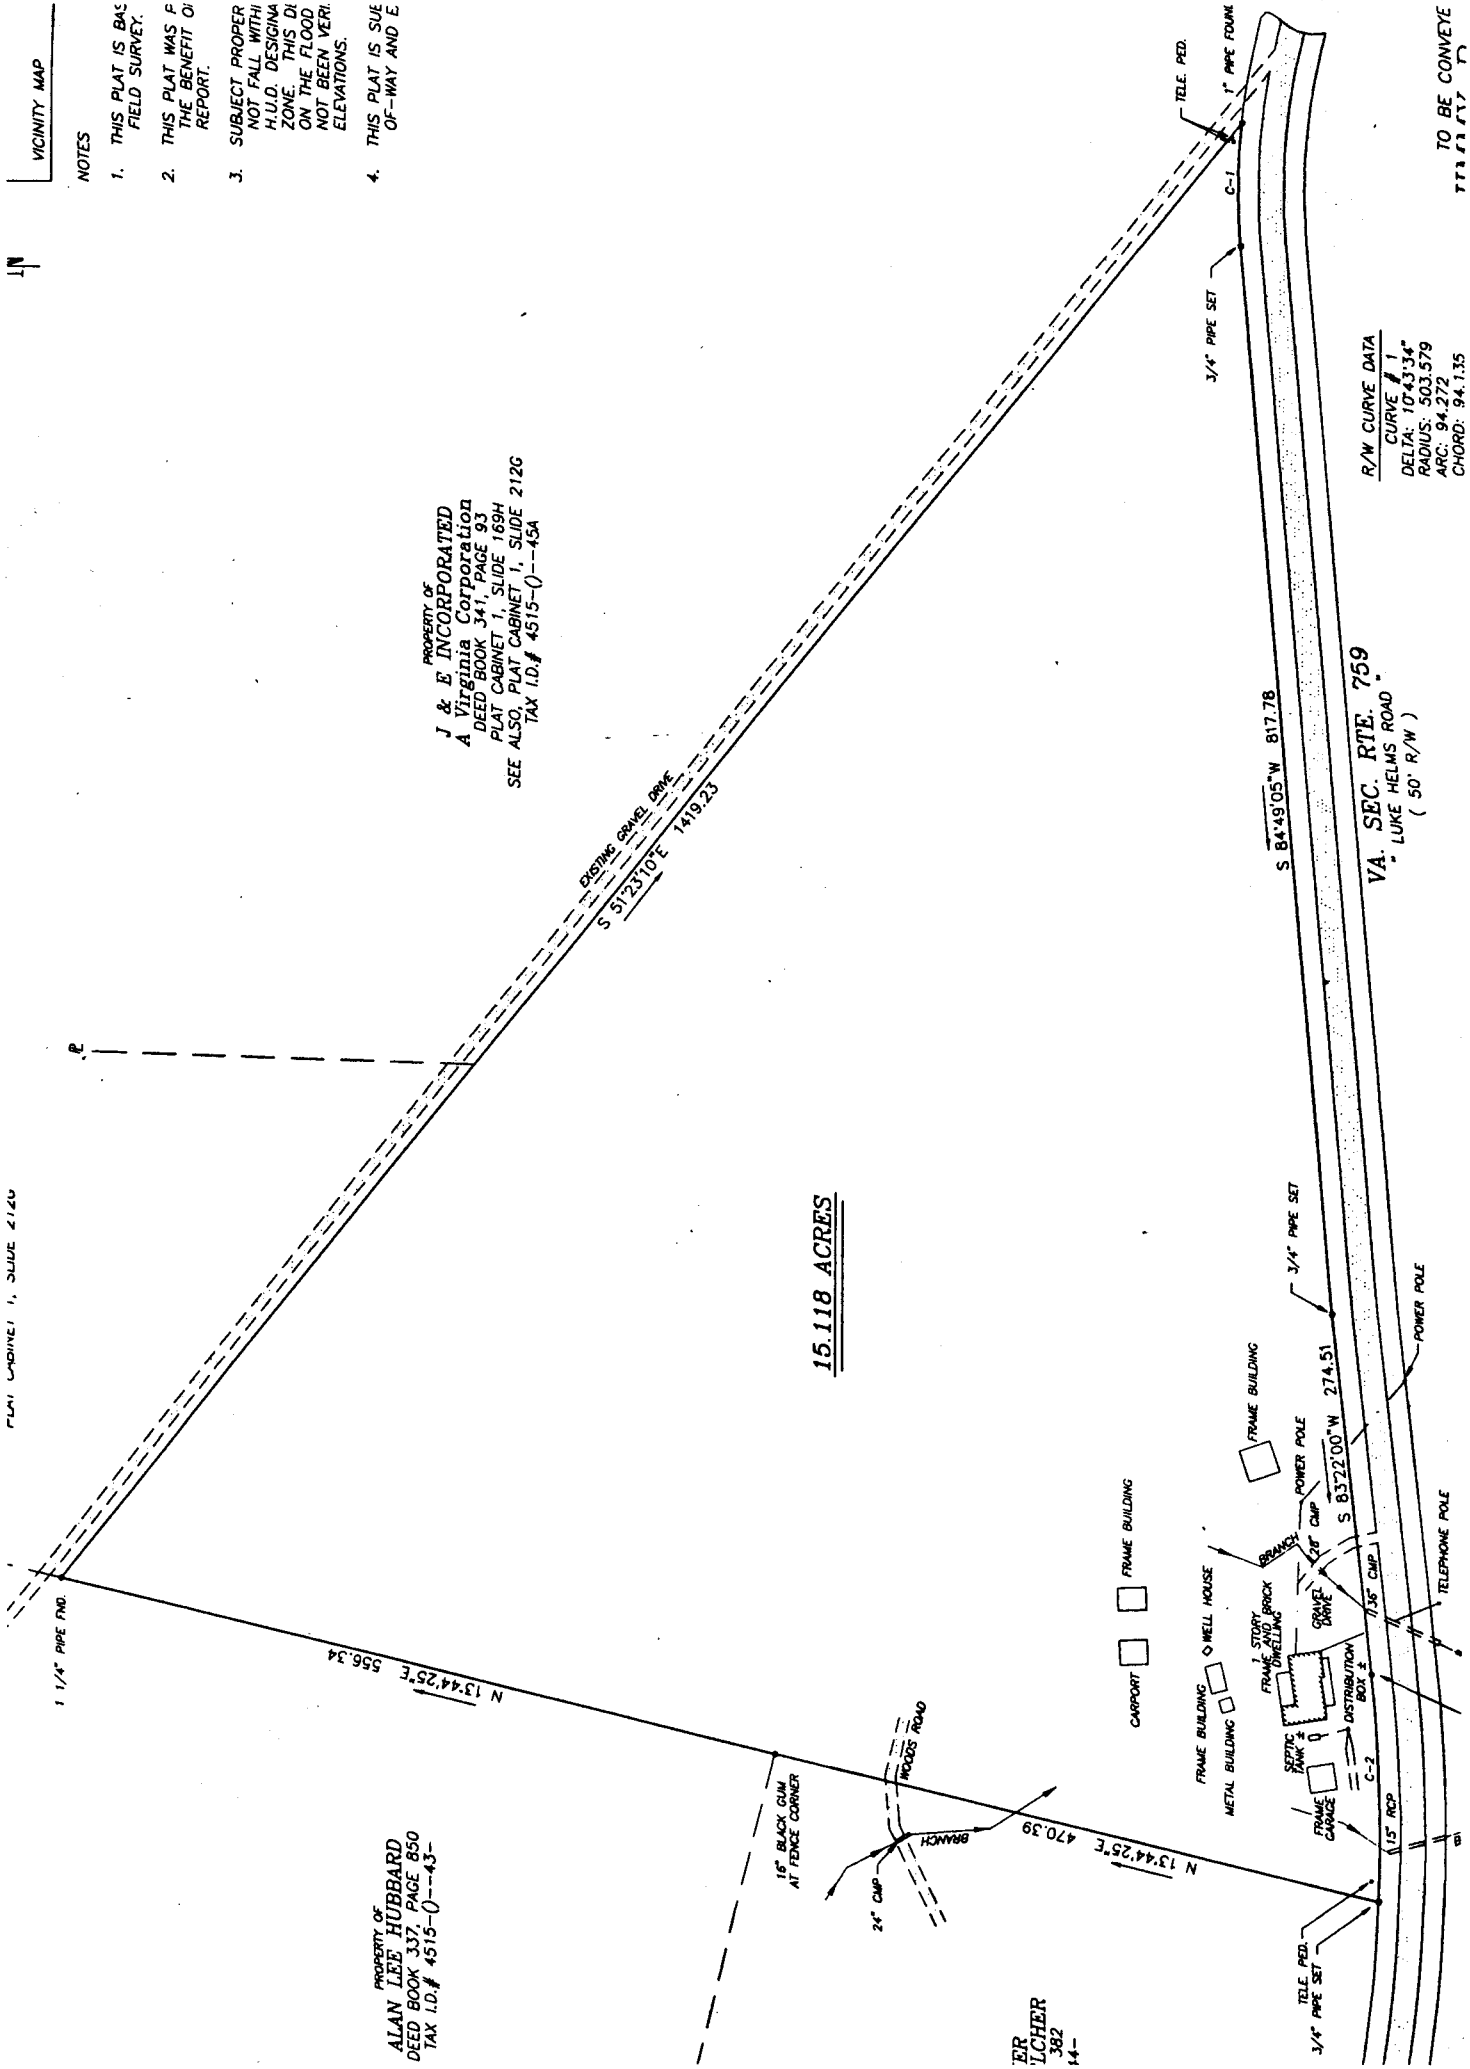 VICINITY MAP
NOTES
1. THIS PLAT IS BAS
FIELD SURVEY.
2. THIS PLAT WAS P
THE BENEFIT O
REPORT.
3. SUBJECT PROPER
NOT FALL WITHI
H.U.D. DESIGNA
ZONE. THIS D
ON THE FLOOD
NOT BEEN VERI
ELEVATIONS.
4. THIS PLAT IS SUB
OF-WAY AND E
PLAT CABINET 1, SLIDE 212G
1 1/4" PIPE FND.
PROPERTY OF
J & E INCORPORATED
A Virginia Corporation
DEED BOOK 341, PAGE 93
PLAT CABINET 1, SLIDE 169H
SEE ALSO, PLAT CABINET 1, SLIDE 212G
TAX I.D.# 4515-()--45A
EXISTING GRAVEL DRIVE
S 51°23'10"E 1419.23
TELE. PED.
1" PIPE FOUN
C-1
3/4" PIPE SET
N 13°44'25"E 556.34
PROPERTY OF
ALAN LEE HUBBARD
DEED BOOK 337, PAGE 850
TAX I.D.# 4515-()--43-
16" BLACK GUM
AT FENCE CORNER
15.118 ACRES
WOODS ROAD
BRANCH
24" CMP
N 13°44'25"E 470.39
ER
LCHER
382
44-
CARPORT
FRAME BUILDING
FRAME BUILDING
WELL HOUSE
METAL BUILDING
FRAME BUILDING
1 STORY
FRAME AND BRICK
DWELLING
BRANCH
28" CMP
POWER POLE
SEPTIC
TANK ±
GRAVEL
DRIVE
FRAME
GARAGE
DISTRIBUTION
BOX ±
C-2
36" CMP
15" RCP
S 83°22'00"W 274.51
3/4" PIPE SET
S 84°49'05"W 817.78
VA. SEC. RTE. 759
" LUKE HELMS ROAD "
( 50' R/W )
POWER POLE
TELEPHONE POLE
TELE. PED.
3/4" PIPE SET
R/W CURVE DATA
CURVE # 1
DELTA: 10°43'34"
RADIUS: 503.579
ARC: 94.272
CHORD: 94.135
TO BE CONVEYE